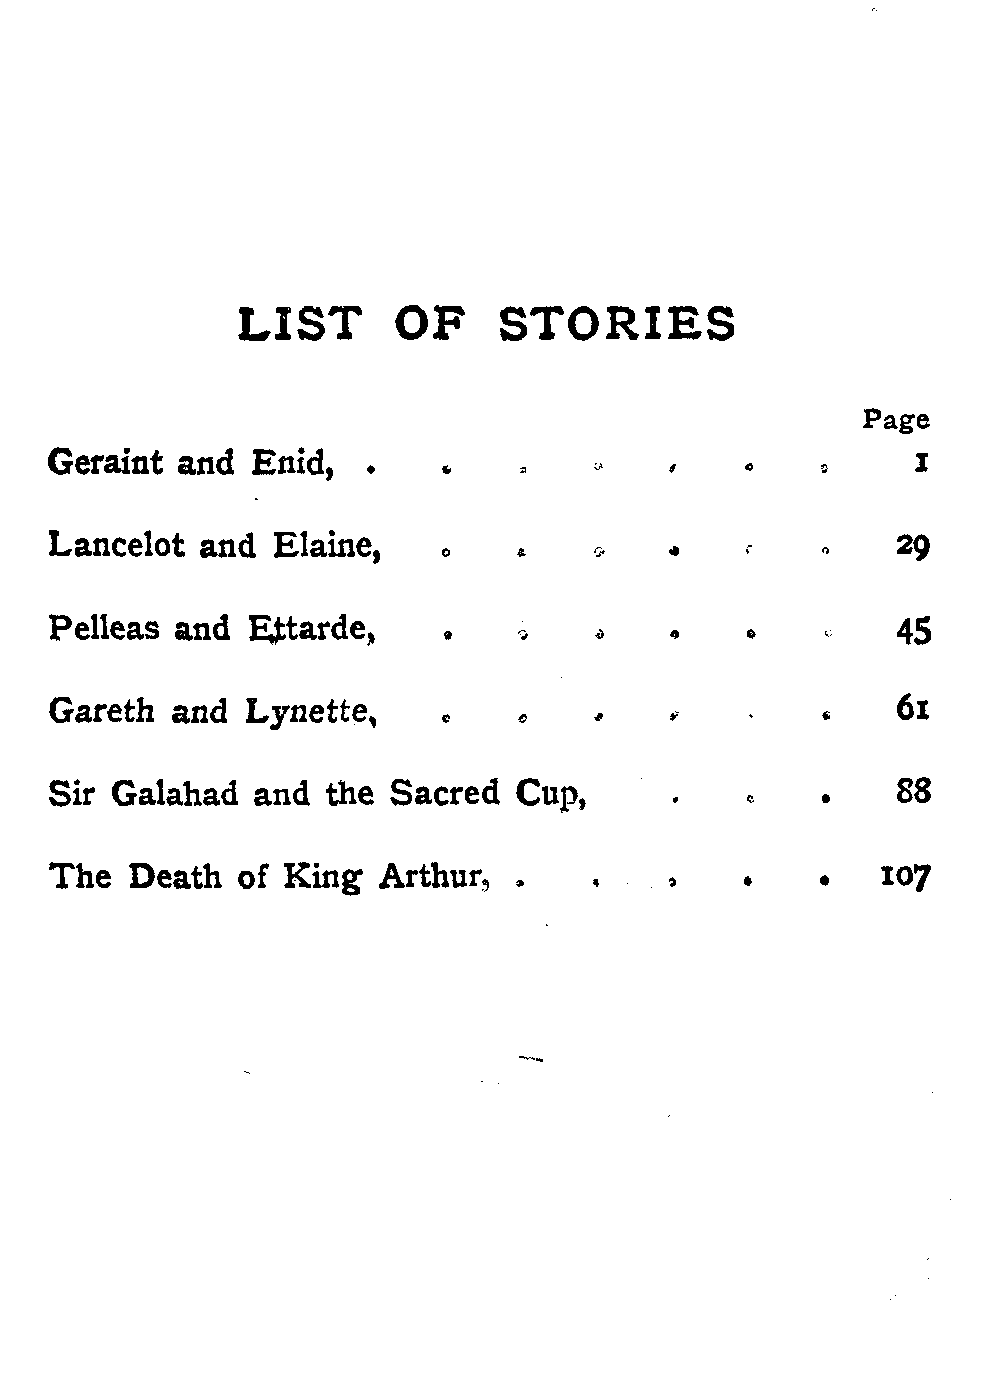 LIST OF STORIES
Page
Geraint and Enid, . . . . . . . 1
Lancelot and Elaine, . . . . . . 29
Pelleas and Ettarde, . . . . . . 45
Gareth and Lynette, . . . . . . 61
Sir Galahad and the Sacred Cup, . . . 88
The Death of King Arthur, . . . . . 107